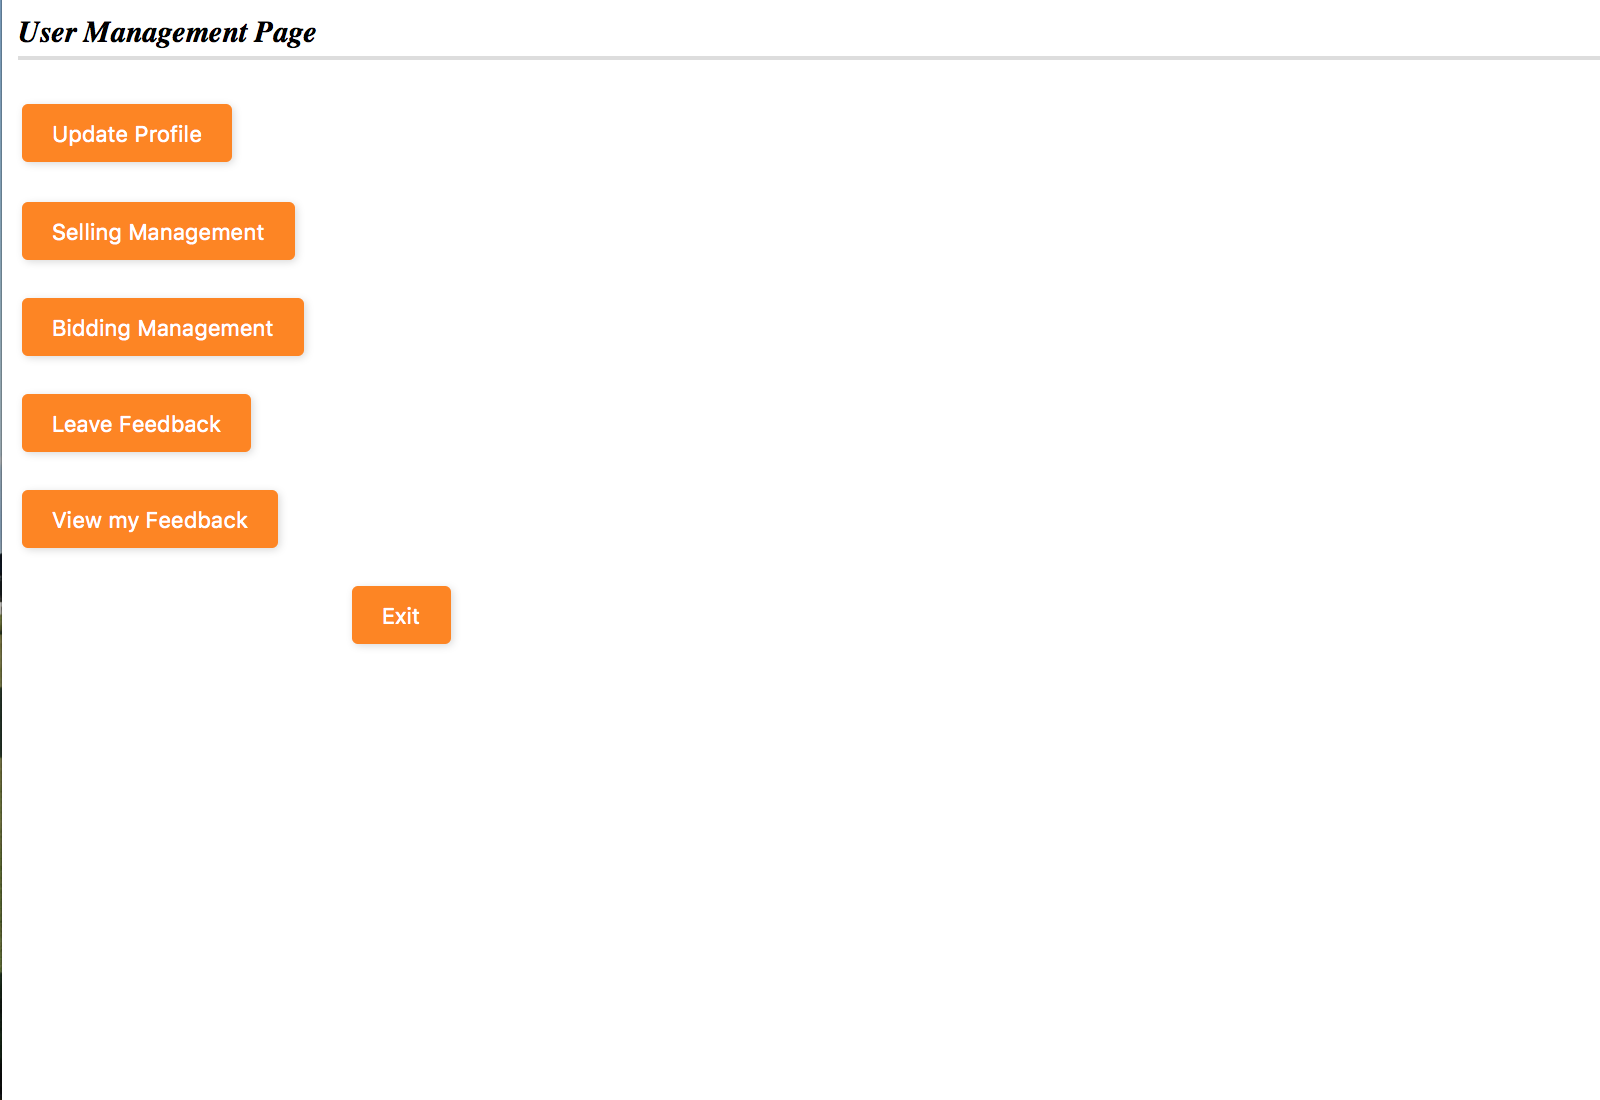 User Management Page
Update Profile
Selling Management
Bidding Management
Leave Feedback
View my Feedback
Exit